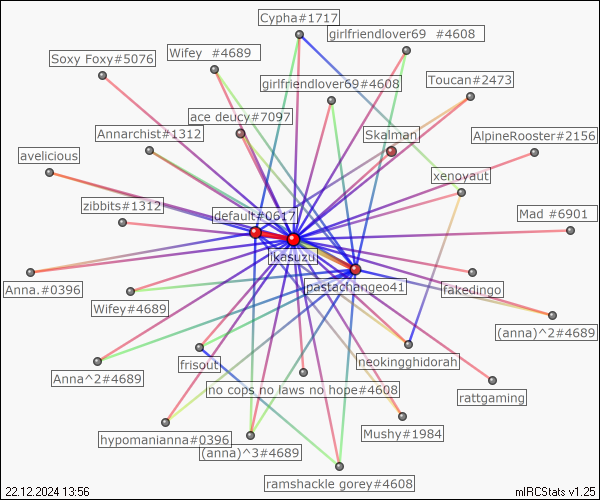 Cypha#1717
girlfriendlover69 #4608
Wifey #4689
Soxy Foxy#5076
Toucan#2473
girlfriendlover69#4608
ace deucy#7097
Annarchist#1312
Skalman
AlpineRooster#2156
avelicious
xenoyaut
zibbits#1312
default#0617
Mad #6901
ikasuzu
Anna.#0396
pastachangeo41
fakedingo
Wifey#4689
(anna)^2#4689
frisout
neokingghidorah
Anna^2#4689
no cops no laws no hope#4608
rattgaming
hypomanianna#0396
Mushy#1984
(anna)^3#4689
ramshackle gorey#4608
22.12.2024 13:56
mIRCStats v1.25